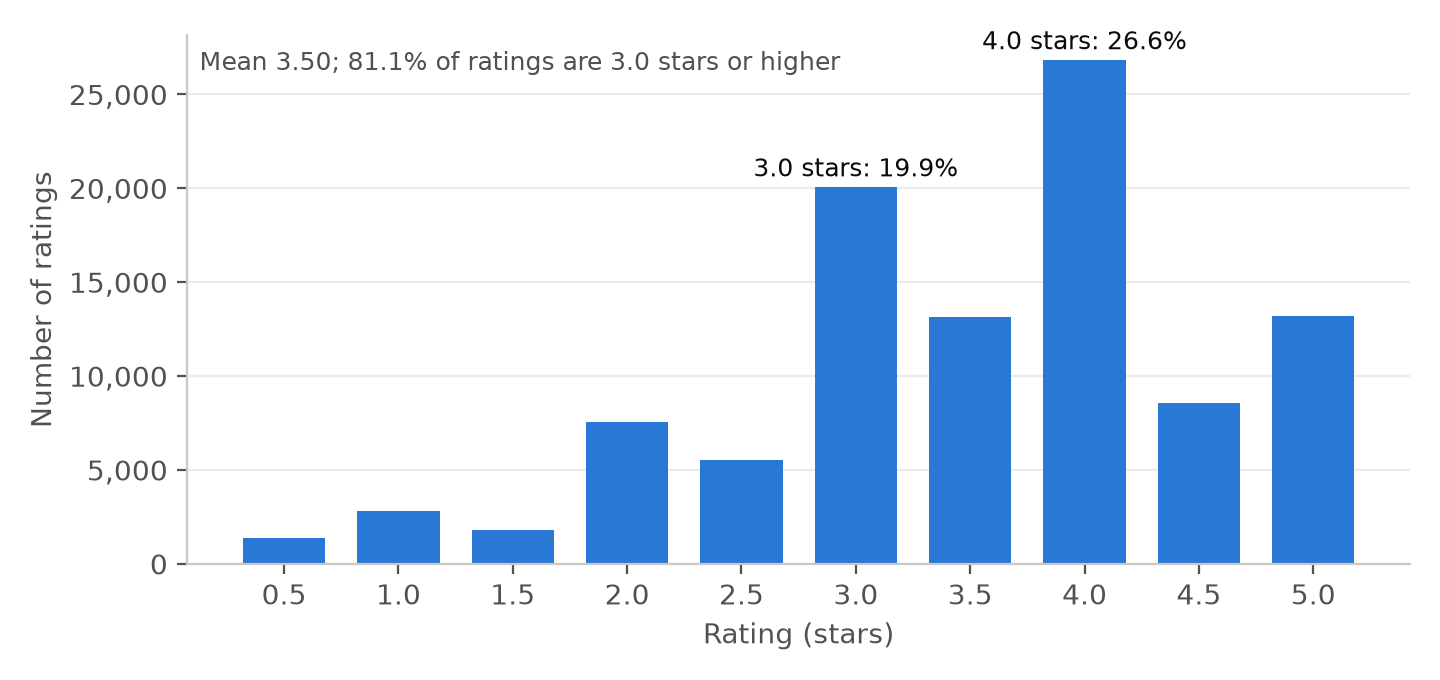 4.0 stars: 26.6%
Mean 3.50; 81.1% of ratings are 3.0 stars or higher
25,000
3.0 stars: 19.9%
20,000
15,000
10,000
5,000
0
Number of ratings
0.5 1.0 1.5 2.0 2.5 3.0 3.5 4.0 4.5 5.0
Rating (stars)